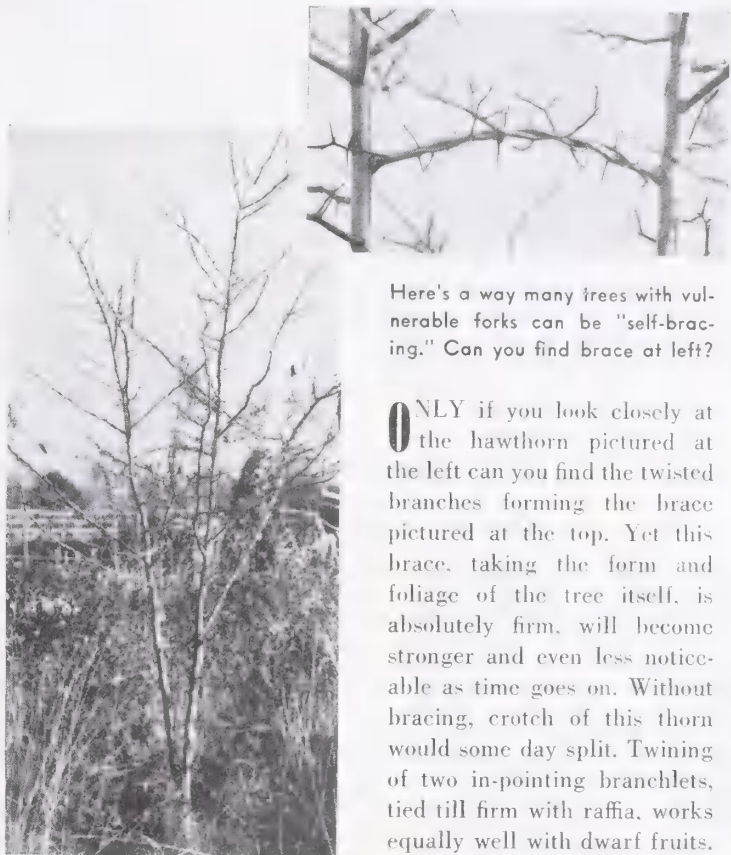 Here's a way many trees with vul-
nerable forks can be "self-brac-
ing." Can you find brace at left?
ONLY if you look closely at
the hawthorn pictured at
the left can you find the twisted
branches forming the brace
pictured at the top. Yet this
brace, taking the form and
foliage of the tree itself, is
absolutely firm, will become
stronger and even less notice-
able as time goes on. Without
bracing, crotch of this thorn
would some day split. Twining
of two in-pointing branchlets,
tied till firm with raffia, works
equally well with dwarf fruits.